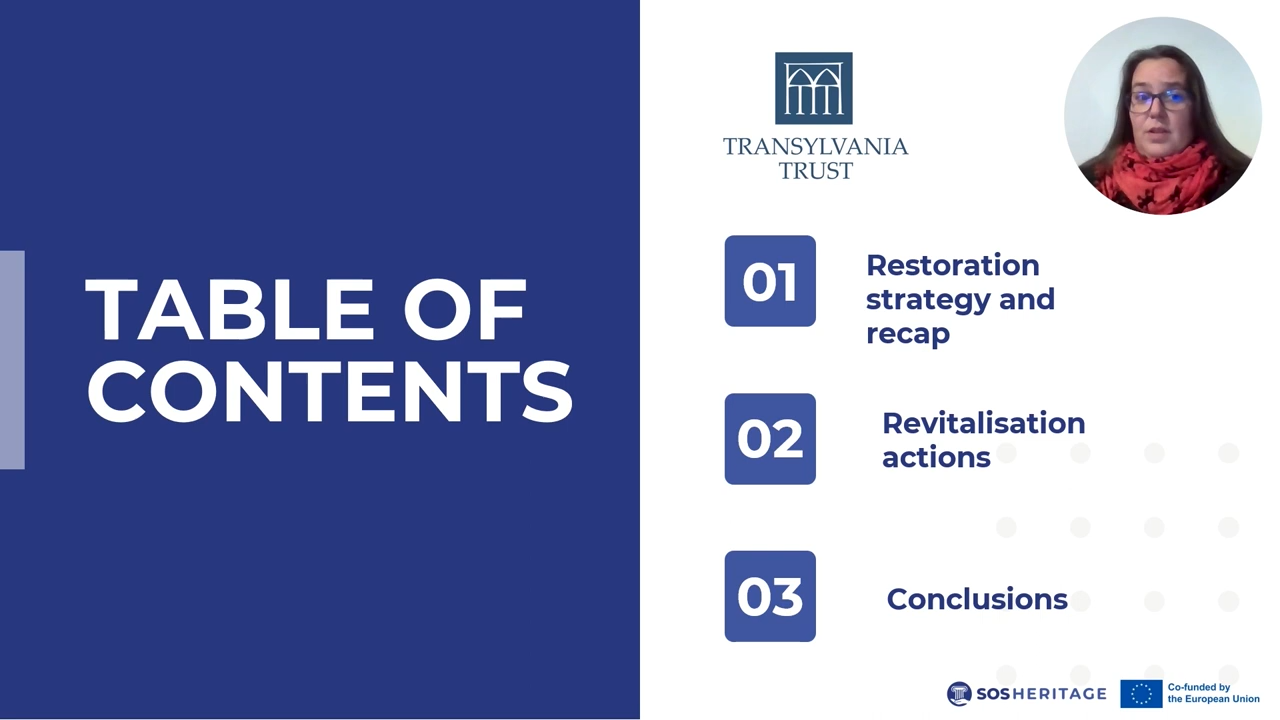 TABLE OF
CONTENTS
TRANSYLVANIA
TRUST
01
Restoration
strategy and
recap
02
Revitalisation
actions
03
Conclusions
SOSHERITAGE
Co-funded by
the European Union